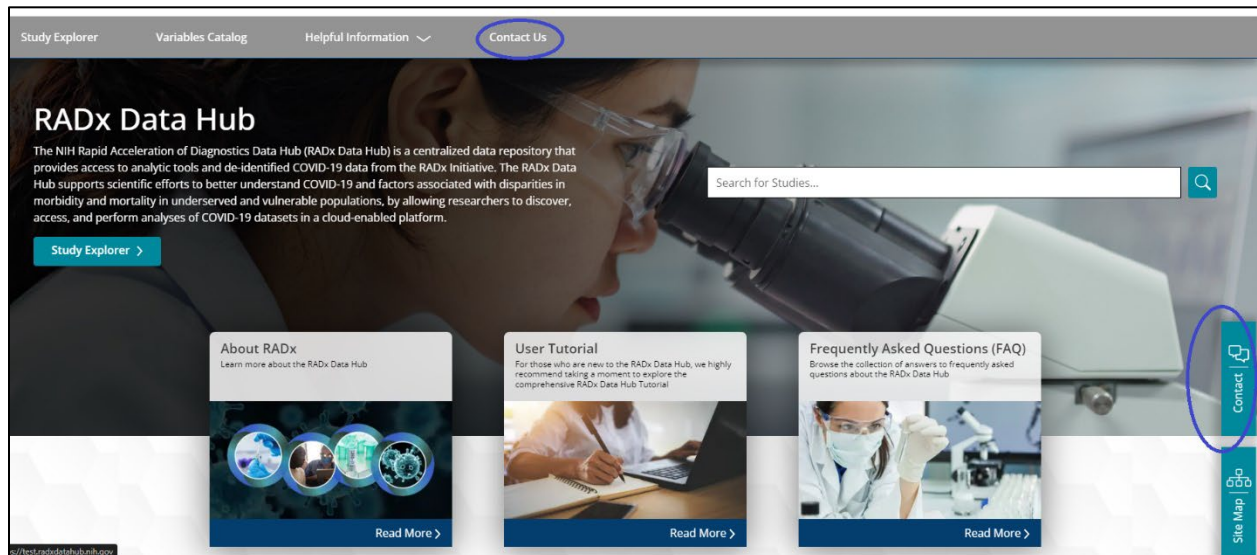 Study Explorer
Variables Catalog
Helpful Information
Contact Us
RADx Data Hub
The NIH Rapid Acceleration of Diagnostics Data Hub (RADx Data Hub) is a centralized data repository that
provides access to analytic tools and de-identified COVID-19 data from the RADx Initiative. The RADx Data
Hub supports scientific efforts to better understand COVID-19 and factors associated with disparities in
morbidity and mortality in underserved and vulnerable populations, by allowing researchers to discover,
access, and perform analyses of COVID-19 datasets in a cloud-enabled platform.
Search for Studies...
Study Explorer
About RADx
Learn more about the RADx Data Hub
Read More
User Tutorial
For those who are new to the RADx Data Hub, we highly
recommend taking a moment to explore the
comprehensive RADx Data Hub Tutorial
Read More
Frequently Asked Questions (FAQ)
Browse the collection of answers to frequently asked
questions about the RADx Data Hub
Read More
Contact
Site Map
s://test.radxdatahub.nih.gov